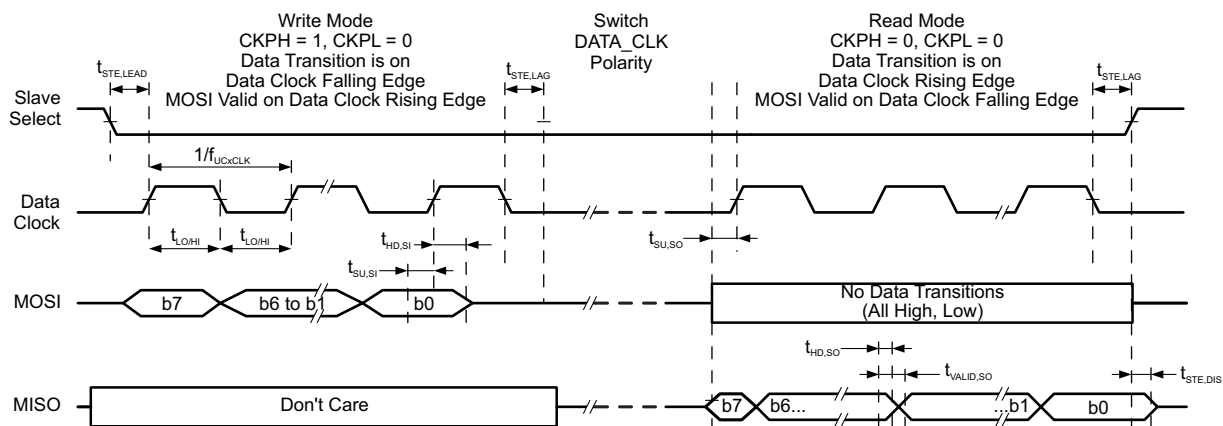 Write Mode
CKPH = 1, CKPL = 0
Data Transition is on
Data Clock Falling Edge
MOSI Valid on Data Clock Rising Edge
Switch
DATA_CLK
Polarity
Read Mode
CKPH = 0, CKPL = 0
Data Transition is on
Data Clock Rising Edge
MOSI Valid on Data Clock Falling Edge
tSTE,LEAD
tSTE,LAG
tSTE,LAG
Slave
Select
1/fUCxCLK
Data
Clock
tLO/HI
tLO/HI
tHD,SI
tSU,SI
tSU,SO
MOSI
b7
b6 to b1
b0
No Data Transitions
(All High, Low)
tHD,SO
tVALID,SO
tSTE,DIS
MISO
Don't Care
b7
b6...
...b1
b0